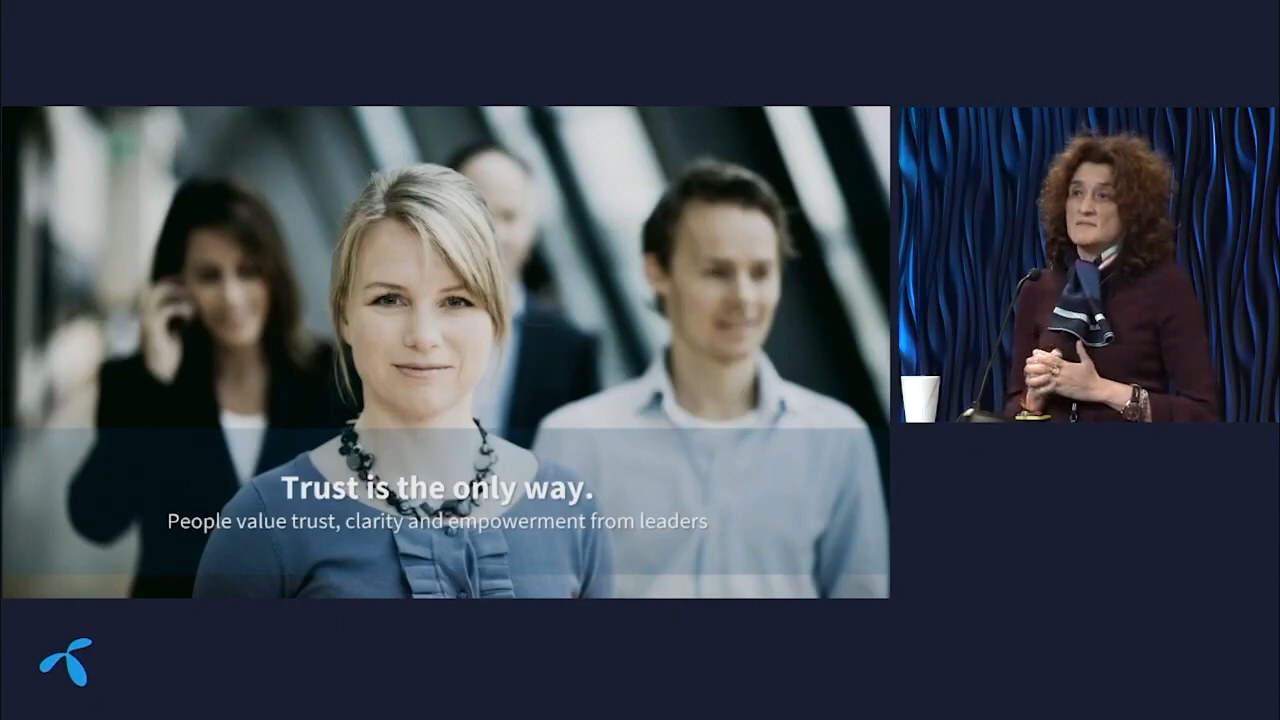 Trust is the only way.
People value trust, clarity and empowerment from leaders